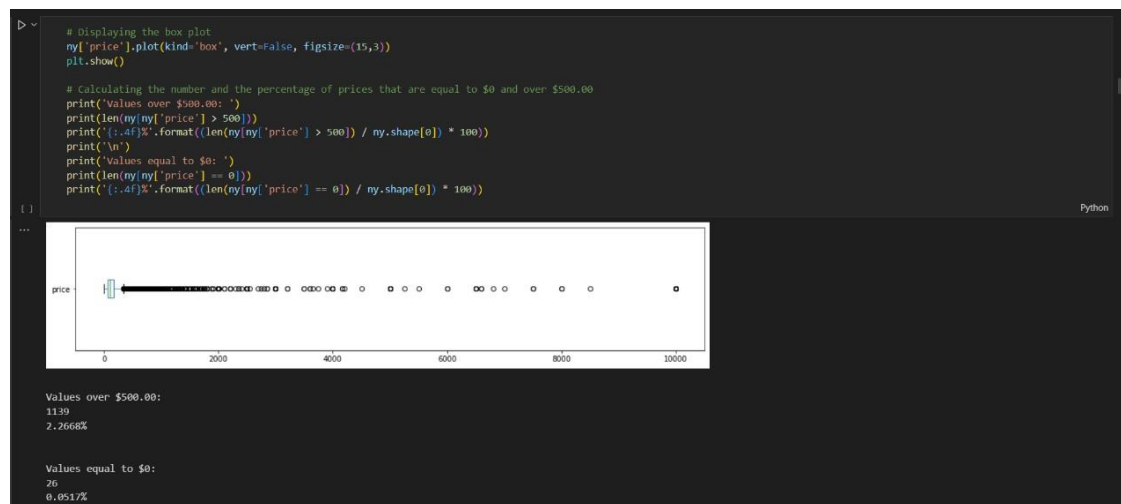 # Displaying the box plot
ny['price'].plot(kind='box', vert=False, figsize=(15,3))
plt.show()
# Calculating the number and the percentage of prices that are equal to $0 and over $500.00
print('Values over $500.00: ')
print(len(ny[ny['price'] > 500]))
print('{:.4f}%'.format((len(ny[ny['price'] > 500]) / ny.shape[0]) * 100))
print('\n')
print('Values equal to $0: ')
print(len(ny[ny['price'] == 0]))
print('{:.4f}%'.format((len(ny[ny['price'] == 0]) / ny.shape[0]) * 100))
[ ]
Python
...
price
0 2000 4000 6000 8000 10000
Values over $500.00:
1139
2.2668%
Values equal to $0:
26
0.0517%